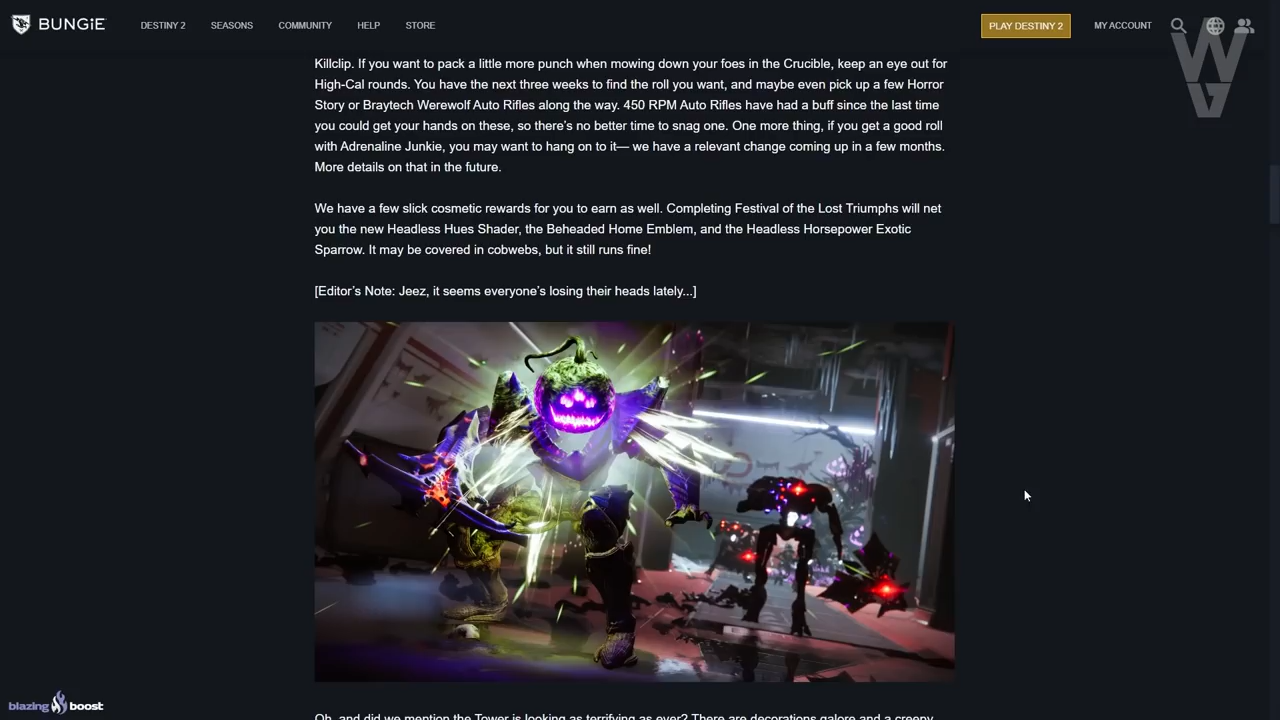 BUNGiE
DESTINY 2 SEASONS COMMUNITY HELP STORE PLAY DESTINY 2 MY ACCOUNT
Killclip. If you want to pack a little more punch when mowing down your foes in the Crucible, keep an eye out for
High-Cal rounds. You have the next three weeks to find the roll you want, and maybe even pick up a few Horror
Story or Braytech Werewolf Auto Rifles along the way. 450 RPM Auto Rifles have had a buff since the last time
you could get your hands on these, so there’s no better time to snag one. One more thing, if you get a good roll
with Adrenaline Junkie, you may want to hang on to it— we have a relevant change coming up in a few months.
More details on that in the future.
We have a few slick cosmetic rewards for you to earn as well. Completing Festival of the Lost Triumphs will net
you the new Headless Hues Shader, the Beheaded Home Emblem, and the Headless Horsepower Exotic
Sparrow. It may be covered in cobwebs, but it still runs fine!
[Editor’s Note: Jeez, it seems everyone’s losing their heads lately...]
blazing boost
Oh, and did we mention the Tower is looking as terrifying as ever? There are decorations galore and a creepy